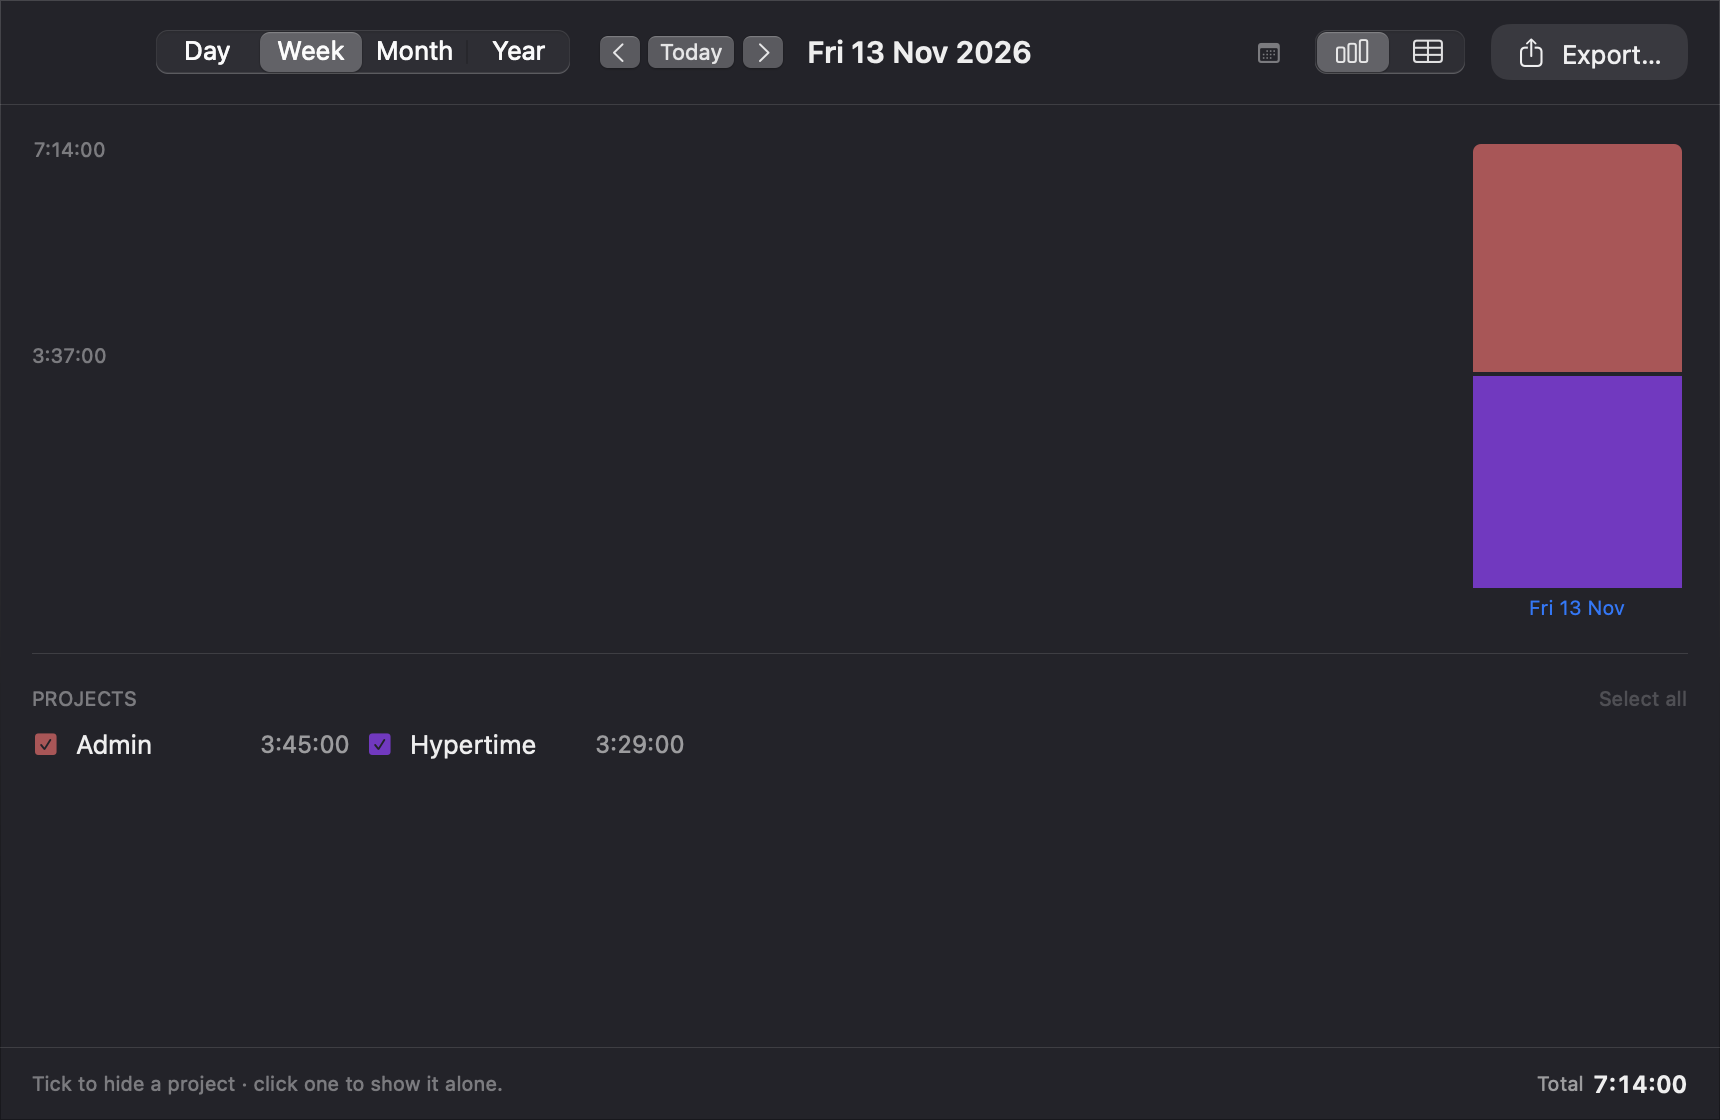 Day Week Month Year Today Fri 13 Nov 2026 Export...
7:14:00
3:37:00
Fri 13 Nov
PROJECTS Select all
Admin 3:45:00 Hypertime 3:29:00
Tick to hide a project · click one to show it alone. Total 7:14:00